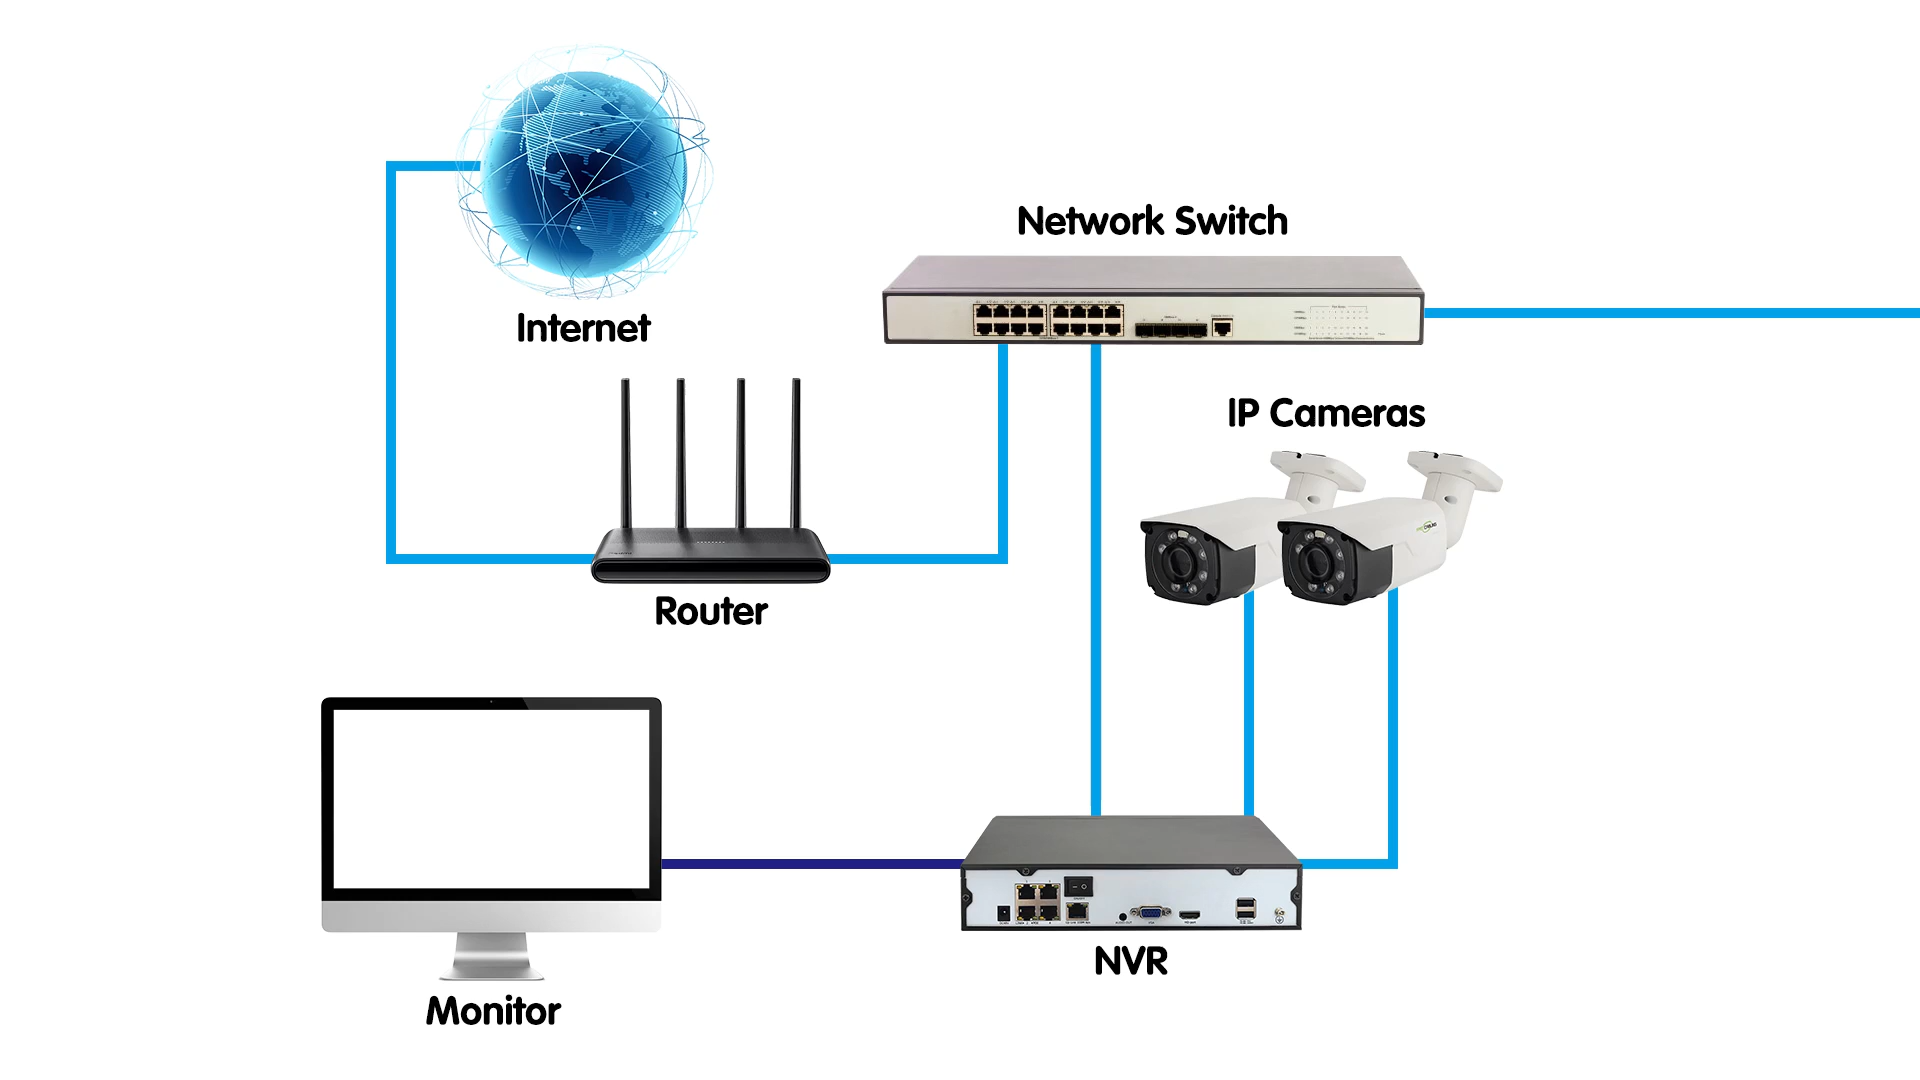 Internet
Network Switch
IP Cameras
Router
NVR
Monitor